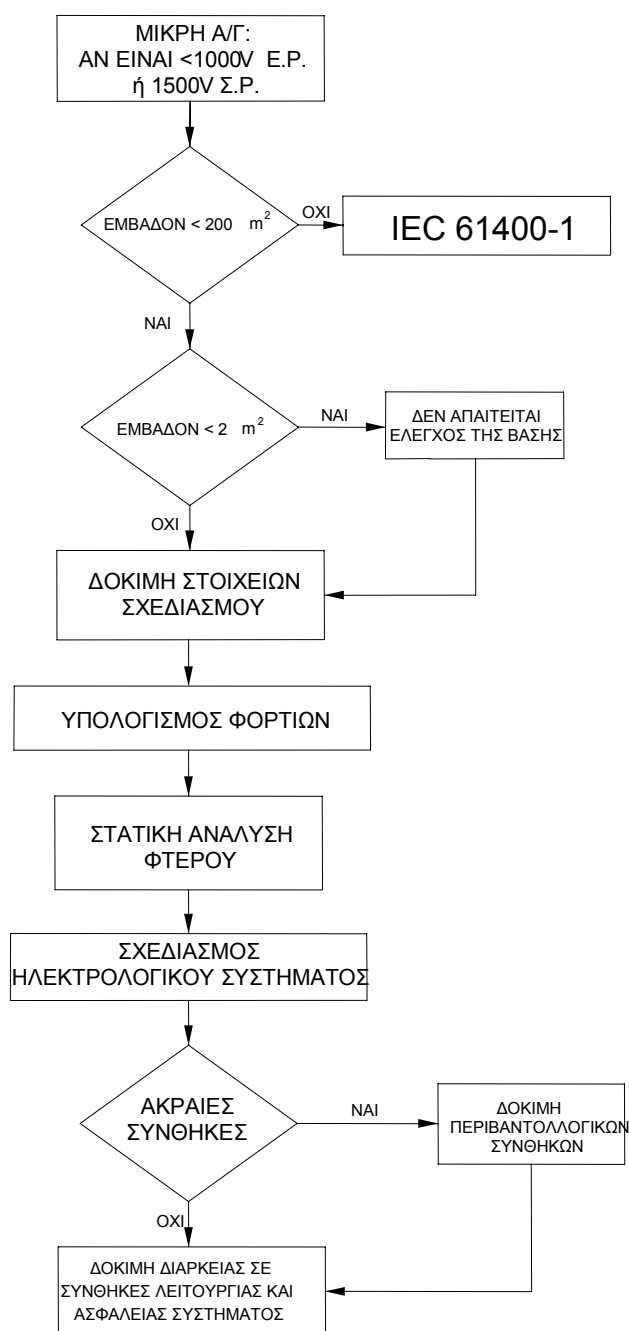 ΜΙΚΡΗ Α/Γ:
ΑΝ ΕΙΝΑΙ <1000V Ε.Ρ.
ή 1500V Σ.Ρ.
ΕΜΒΑΔΟΝ < 200 m²
ΟΧΙ
IEC 61400-1
ΝΑΙ
ΕΜΒΑΔΟΝ < 2 m²
ΝΑΙ
ΔΕΝ ΑΠΑΙΤΕΙΤΑΙ
ΕΛΕΓΧΟΣ ΤΗΣ ΒΑΣΗΣ
ΟΧΙ
ΔΟΚΙΜΗ ΣΤΟΙΧΕΙΩΝ
ΣΧΕΔΙΑΣΜΟΥ
ΥΠΟΛΟΓΙΣΜΟΣ ΦΟΡΤΙΩΝ
ΣΤΑΤΙΚΗ ΑΝΑΛΥΣΗ
ΦΤΕΡΟΥ
ΣΧΕΔΙΑΣΜΟΣ
ΗΛΕΚΤΡΟΛΟΓΙΚΟΥ ΣΥΣΤΗΜΑΤΟΣ
ΑΚΡΑΙΕΣ
ΣΥΝΘΗΚΕΣ
ΝΑΙ
ΔΟΚΙΜΗ
ΠΕΡΙΒΑΝΤΟΛΛΟΓΙΚΩΝ
ΣΥΝΘΗΚΩΝ
ΟΧΙ
ΔΟΚΙΜΗ ΔΙΑΡΚΕΙΑΣ ΣΕ
ΣΥΝΘΗΚΕΣ ΛΕΙΤΟΥΡΓΙΑΣ ΚΑΙ
ΑΣΦΑΛΕΙΑΣ ΣΥΣΤΗΜΑΤΟΣ